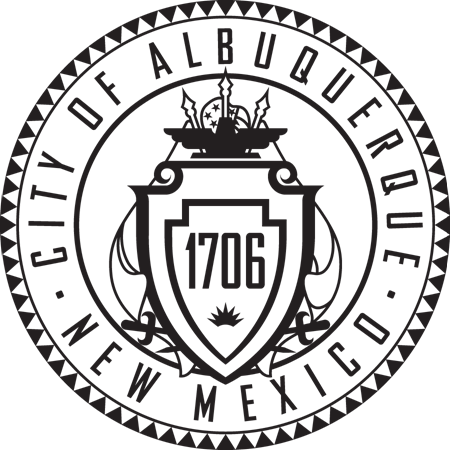 CITY OF ALBUQUERQUE
1706
· NEW MEXICO ·